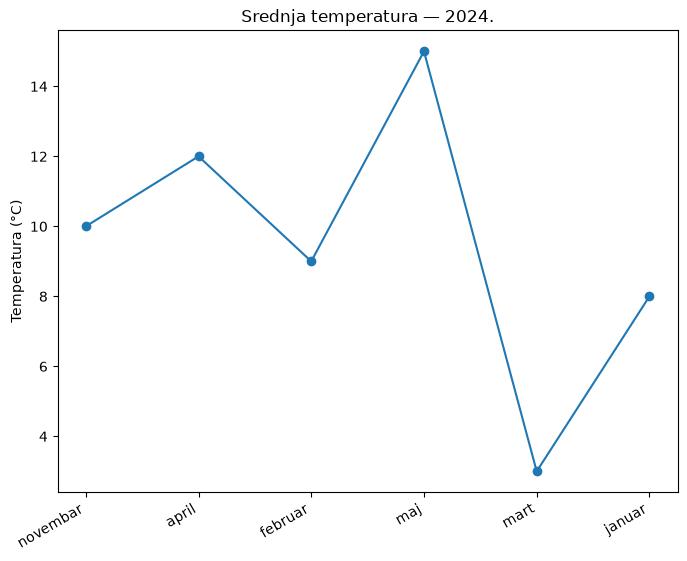 Srednja temperatura — 2024.
Temperatura (°C)
14
12
10
8
6
4
novembar
april
februar
maj
mart
januar